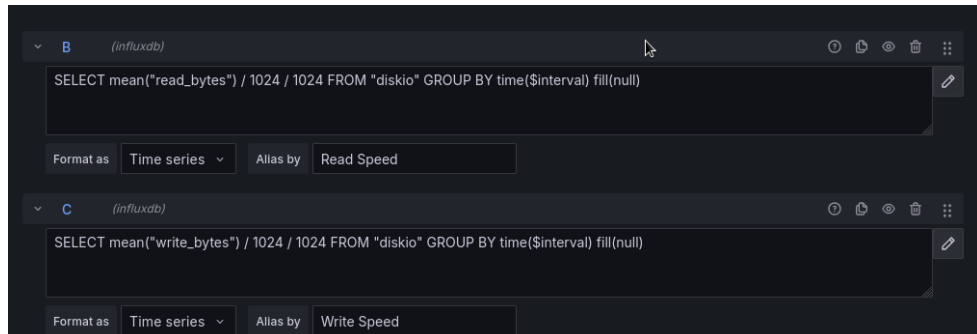 B (influxdb)
SELECT mean("read_bytes") / 1024 / 1024 FROM "diskio" GROUP BY time($interval) fill(null)
Format as Time series Alias by Read Speed
C (influxdb)
SELECT mean("write_bytes") / 1024 / 1024 FROM "diskio" GROUP BY time($interval) fill(null)
Format as Time series Alias by Write Speed